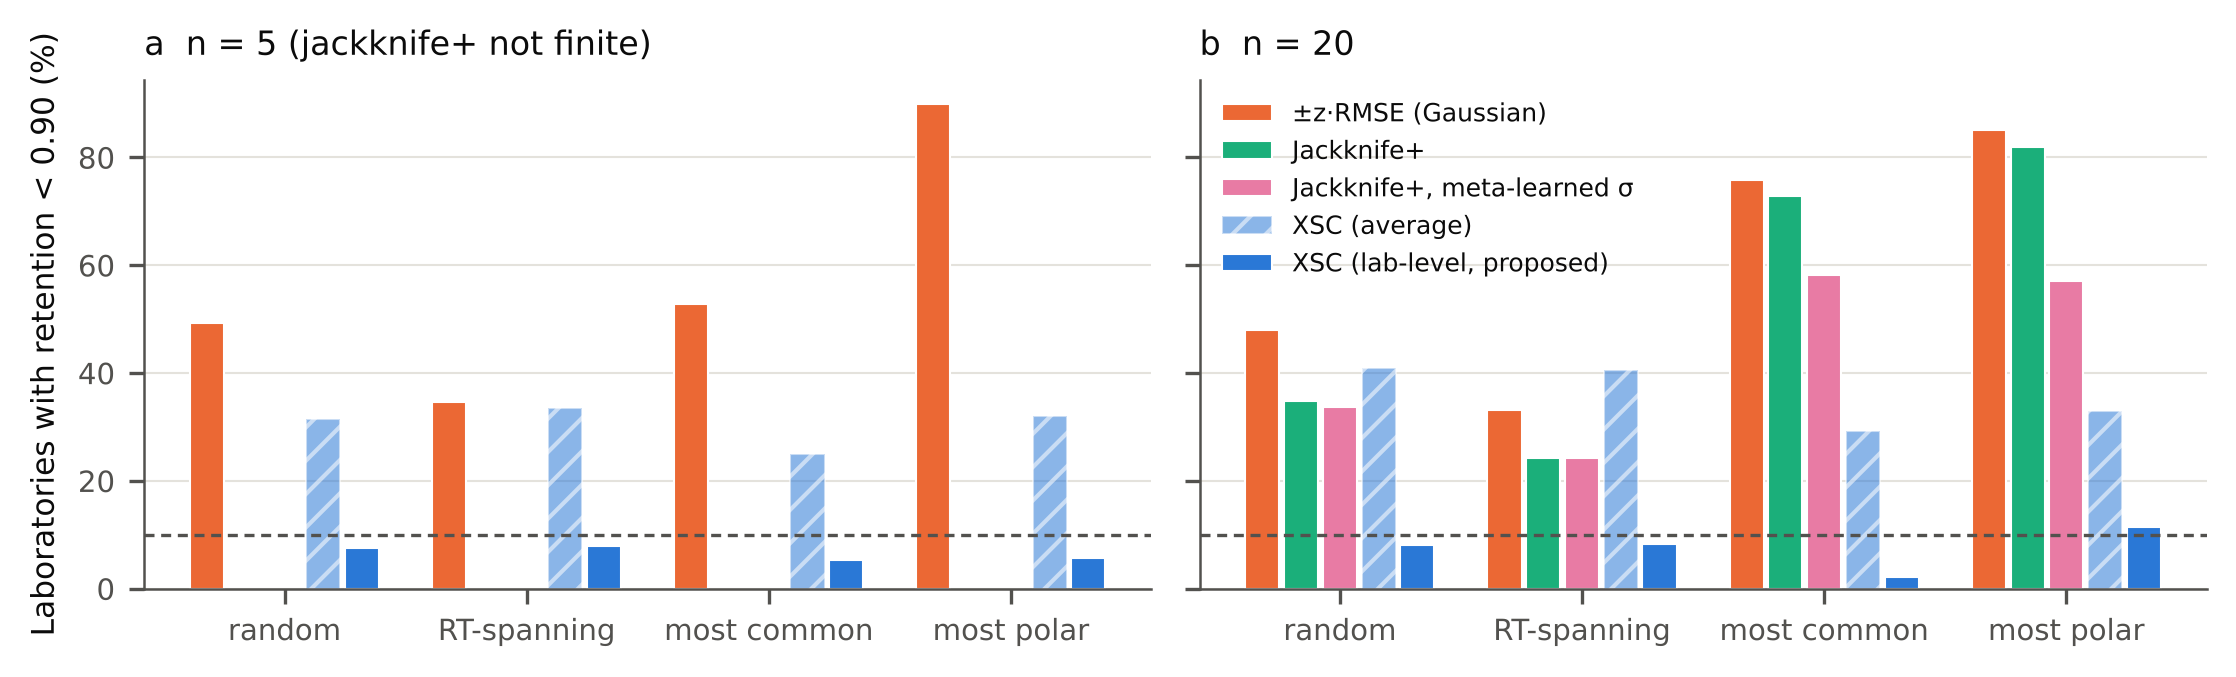 Laboratories with retention < 0.90 (%)
a n = 5 (jackknife+ not finite)
80
60
40
20
0
random RT-spanning most common most polar
b n = 20
±z·RMSE (Gaussian)
Jackknife+
Jackknife+, meta-learned σ
XSC (average)
XSC (lab-level, proposed)
random RT-spanning most common most polar